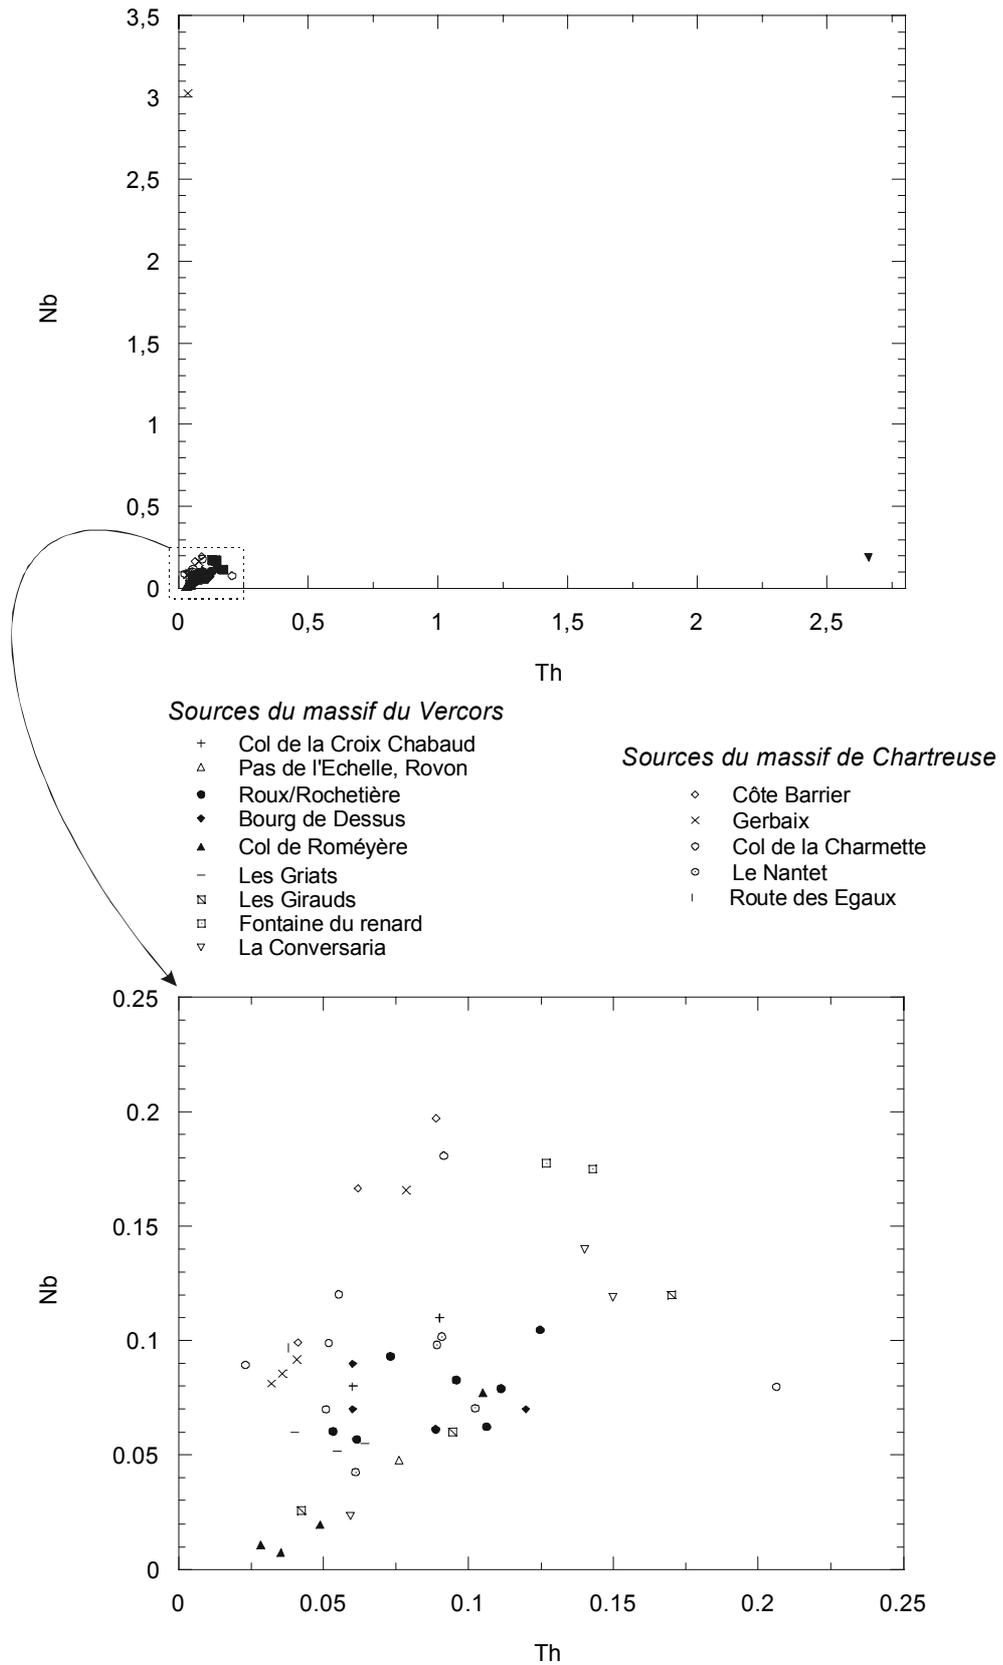 3,5
3
2,5
2
1,5
1
0,5
0
Nb
0 0,5 1 1,5 2 2,5
Th
Sources du massif du Vercors
Col de la Croix Chabaud
Pas de l'Echelle, Rovon
Roux/Rochetière
Bourg de Dessus
Col de Roméyère
Les Griats
Les Girauds
Fontaine du renard
La Conversaria
Sources du massif de Chartreuse
Côte Barrier
Gerbaix
Col de la Charmette
Le Nantet
Route des Egaux
0.25
0.2
0.15
0.1
0.05
0
Nb
0 0.05 0.1 0.15 0.2 0.25
Th